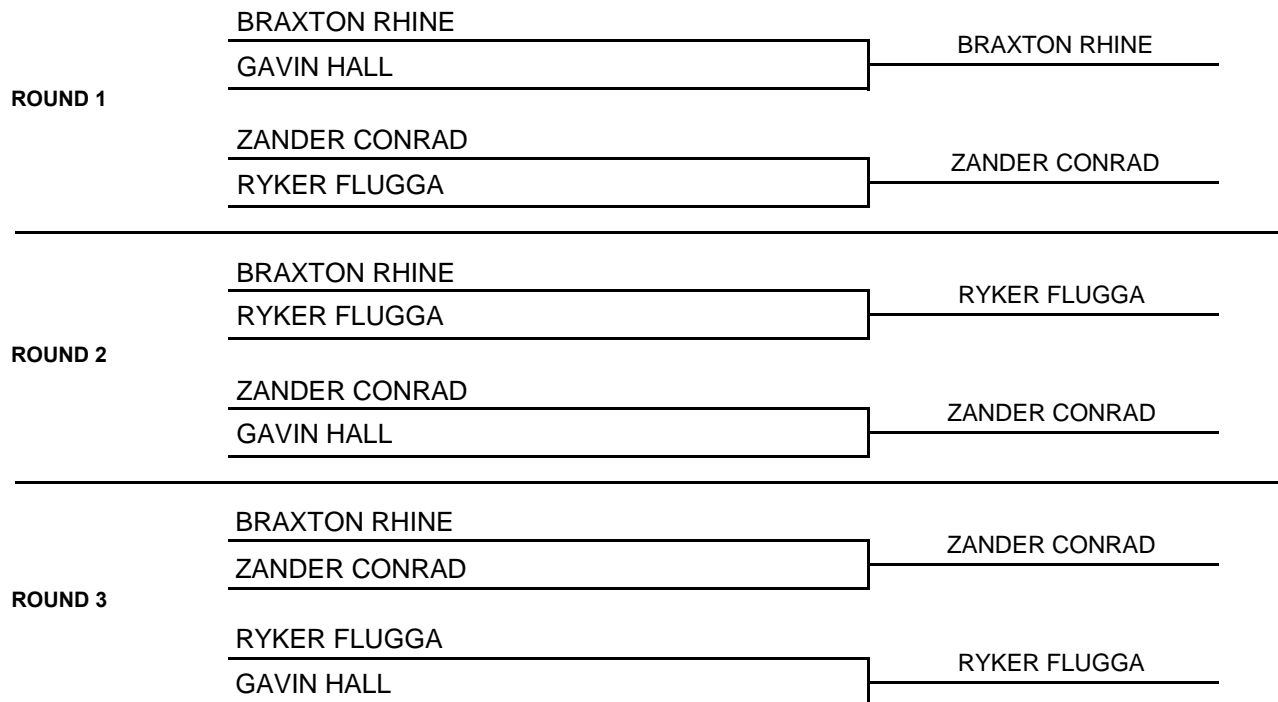 BRAXTON RHINE
BRAXTON RHINE
GAVIN HALL
ROUND 1
ZANDER CONRAD
ZANDER CONRAD
RYKER FLUGGA
BRAXTON RHINE
RYKER FLUGGA
RYKER FLUGGA
ROUND 2
ZANDER CONRAD
ZANDER CONRAD
GAVIN HALL
BRAXTON RHINE
ZANDER CONRAD
ZANDER CONRAD
ROUND 3
RYKER FLUGGA
RYKER FLUGGA
GAVIN HALL